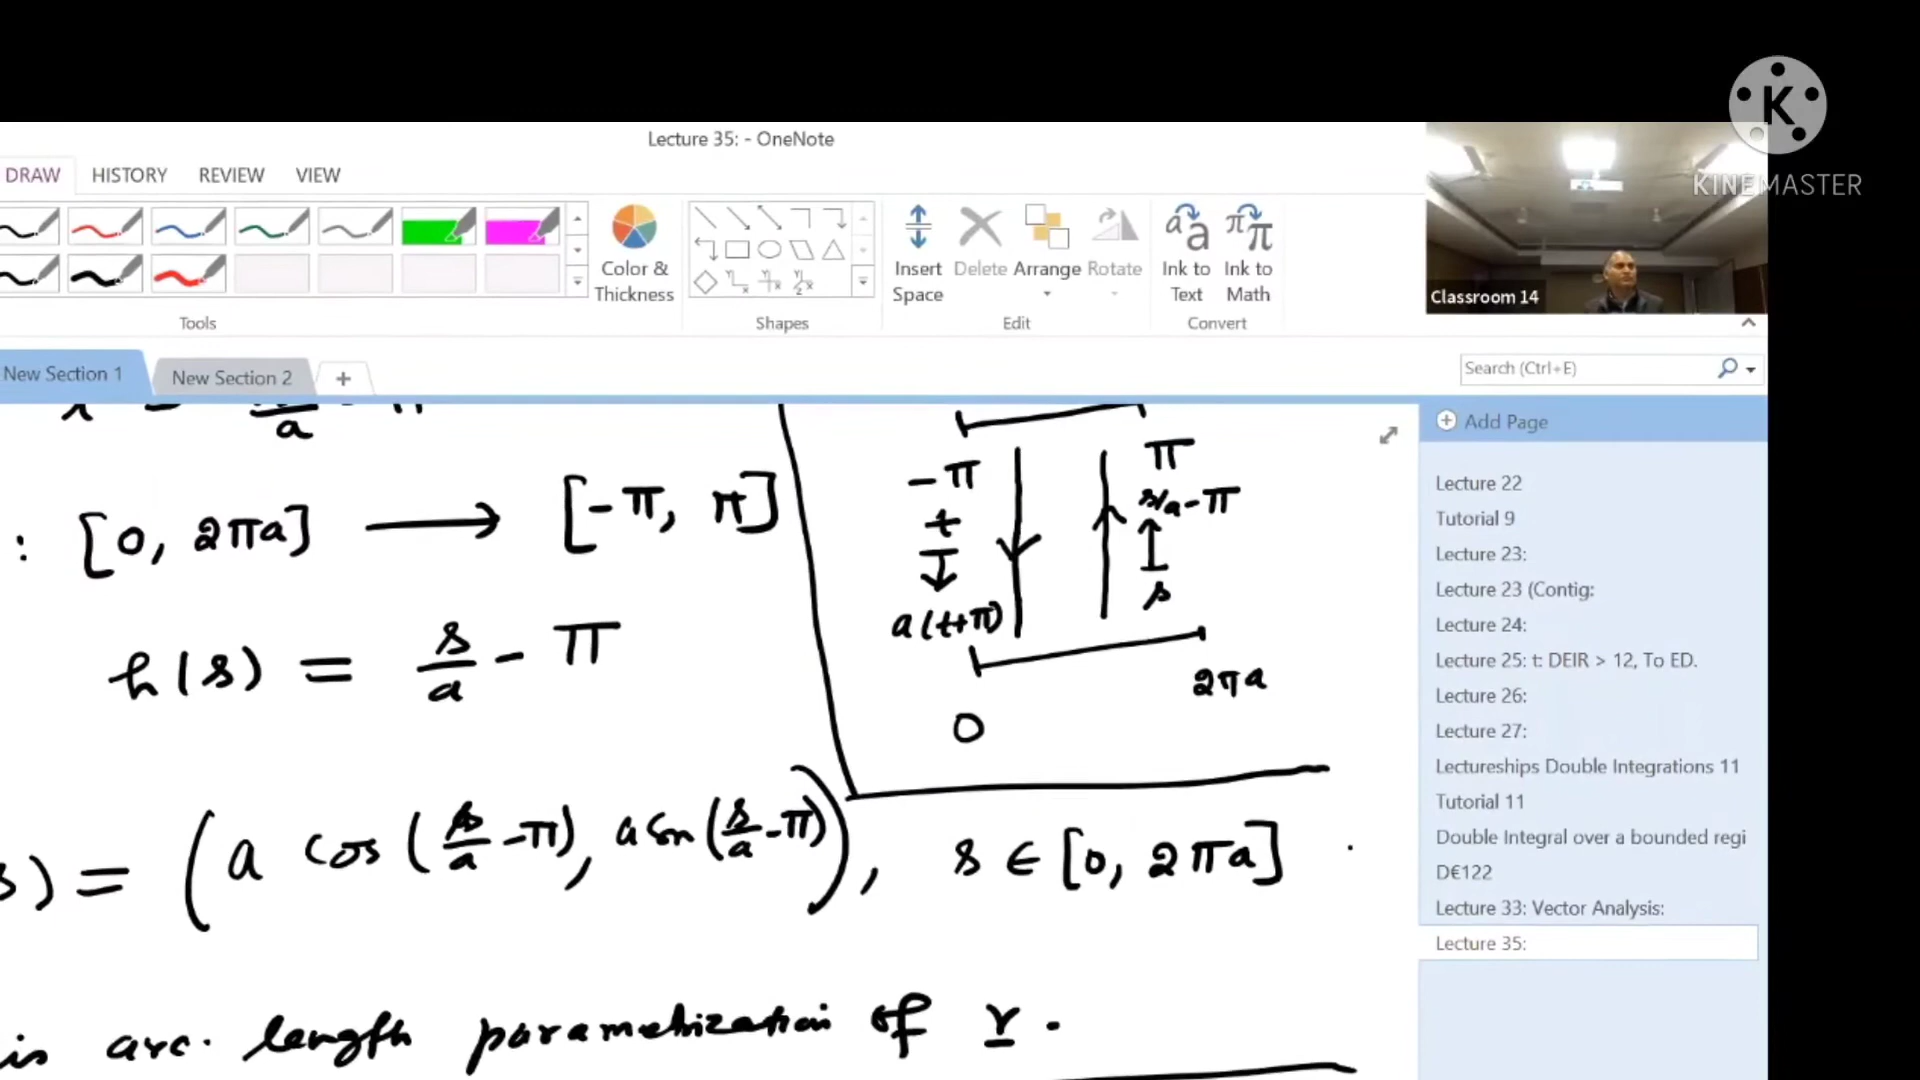 K
KINEMASTER
Lecture 35: - OneNote
DRAW HISTORY REVIEW VIEW
Color & Thickness
Insert Space
Delete
Arrange
Rotate
Ink to Text
Ink to Math
Tools
Shapes
Edit
Convert
Classroom 14
New Section 1
New Section 2
+
Search (Ctrl+E)
Add Page
Lecture 22
Tutorial 9
Lecture 23:
Lecture 23 (Contig:
Lecture 24:
Lecture 25: t: DEIR > 12, To ED.
Lecture 26:
Lecture 27:
Lectureships Double Integrations 11
Tutorial 11
Double Integral over a bounded regi
D€122
Lecture 33: Vector Analysis:
Lecture 35:
: [0, 2πa] ⟶ [-π, π]
h(s) = s/a - π
-π
t
↧
a(t+π)
π
s/a-π
↥
s
0
2πa
s) = (a cos(s/a-π), a sin(s/a-π)), s ∈ [0, 2πa]
is arc. length parametrization of r.